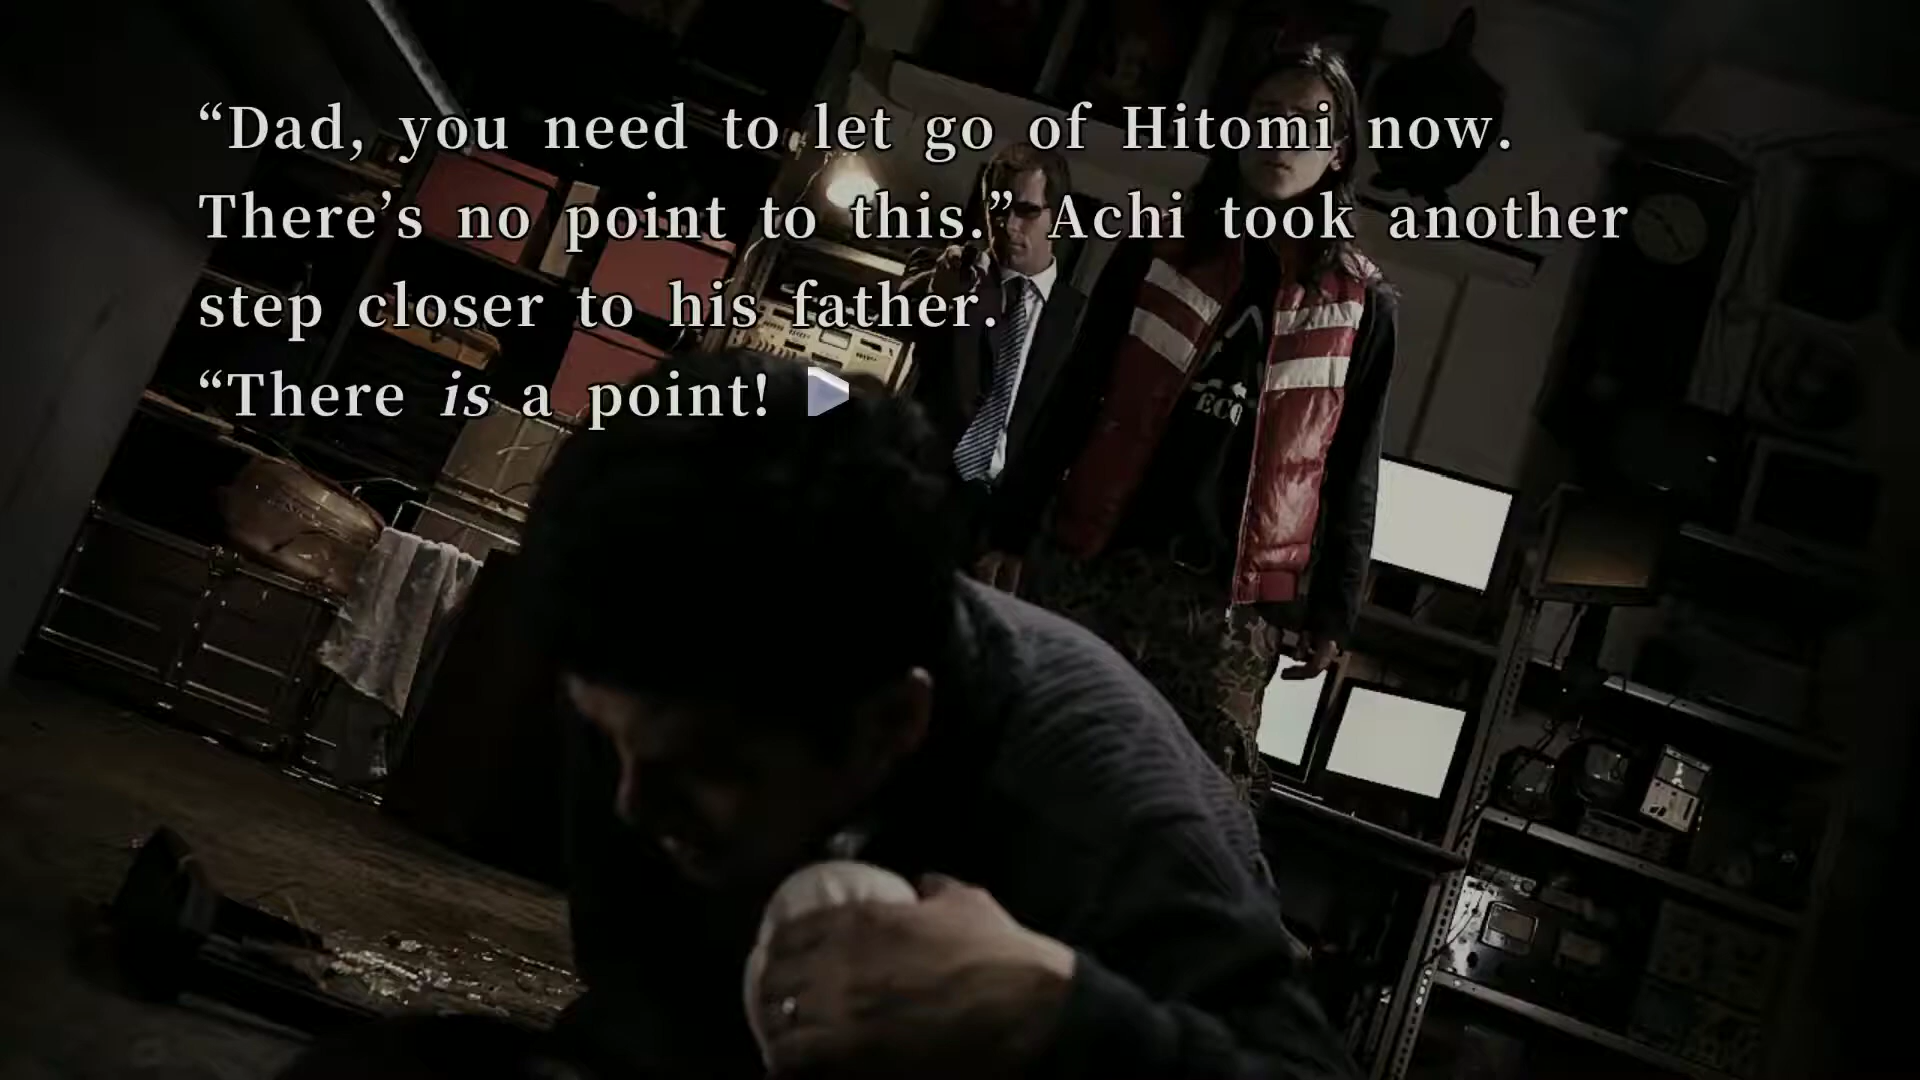 “Dad, you need to let go of Hitomi now.
There’s no point to this.” Achi took another
step closer to his father.
“There is a point!
ECO